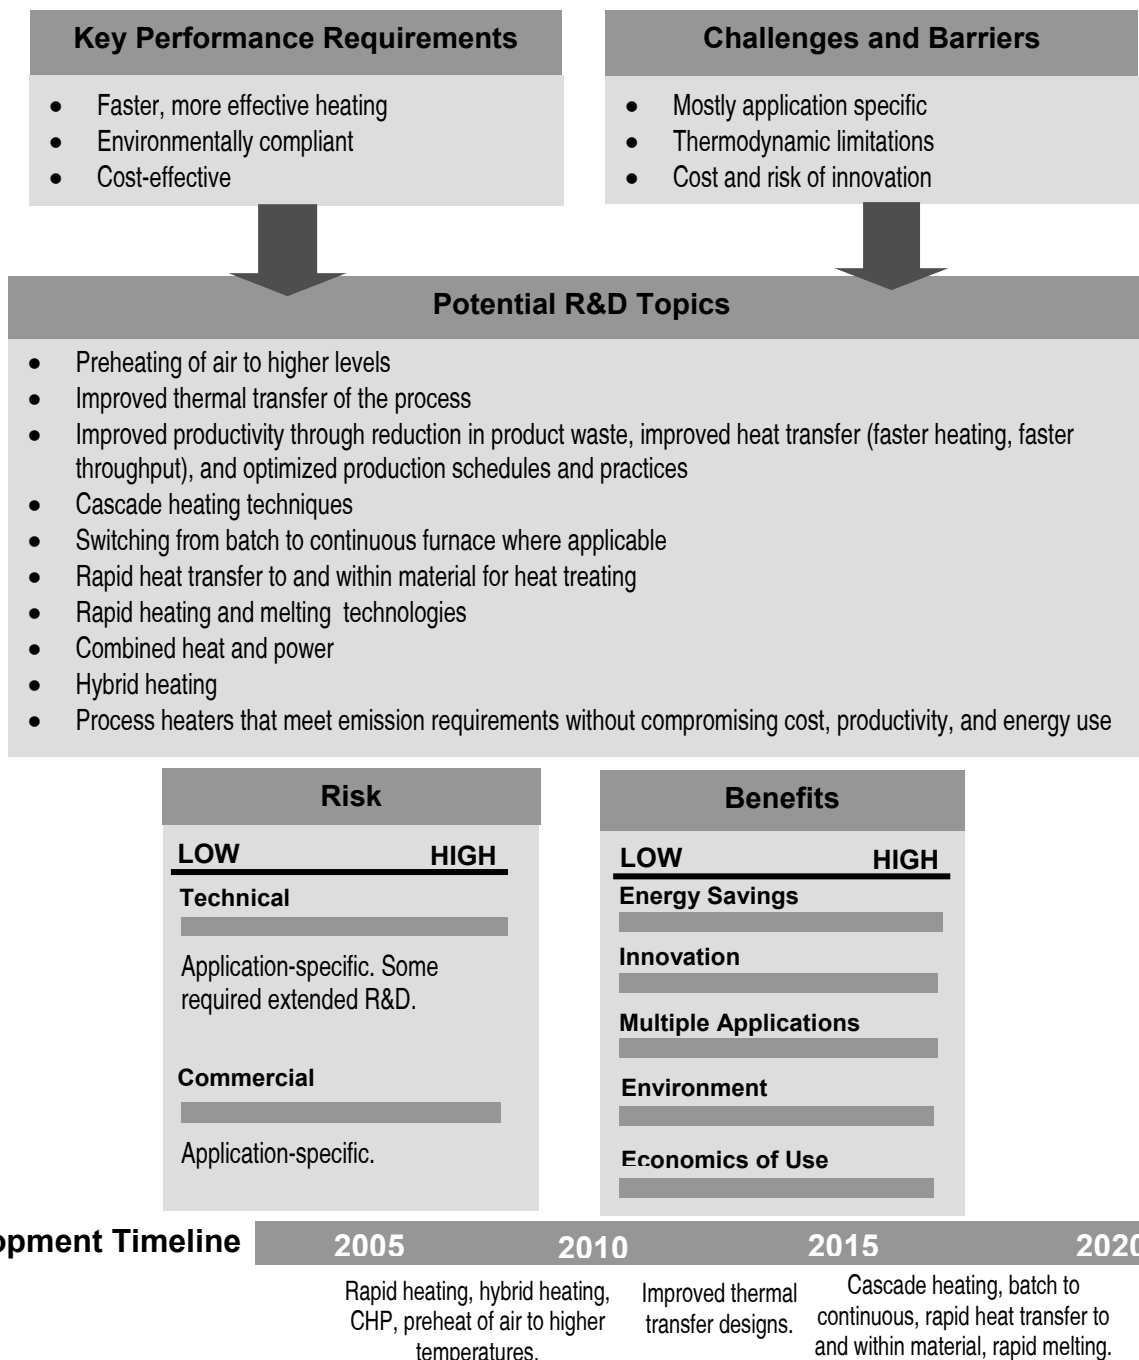 Key Performance Requirements
• Faster, more effective heating
• Environmentally compliant
• Cost-effective
Challenges and Barriers
• Mostly application specific
• Thermodynamic limitations
• Cost and risk of innovation
Potential R&D Topics
• Preheating of air to higher levels
• Improved thermal transfer of the process
• Improved productivity through reduction in product waste, improved heat transfer (faster heating, faster
throughput), and optimized production schedules and practices
• Cascade heating techniques
• Switching from batch to continuous furnace where applicable
• Rapid heat transfer to and within material for heat treating
• Rapid heating and melting technologies
• Combined heat and power
• Hybrid heating
• Process heaters that meet emission requirements without compromising cost, productivity, and energy use
Risk
LOW HIGH
Technical
Application-specific. Some
required extended R&D.
Commercial
Application-specific.
Benefits
LOW HIGH
Energy Savings
Innovation
Multiple Applications
Environment
Economics of Use
opment Timeline 2005 2010 2015 2020
Rapid heating, hybrid heating,
CHP, preheat of air to higher
temperatures.
Improved thermal
transfer designs.
Cascade heating, batch to
continuous, rapid heat transfer to
and within material, rapid melting.